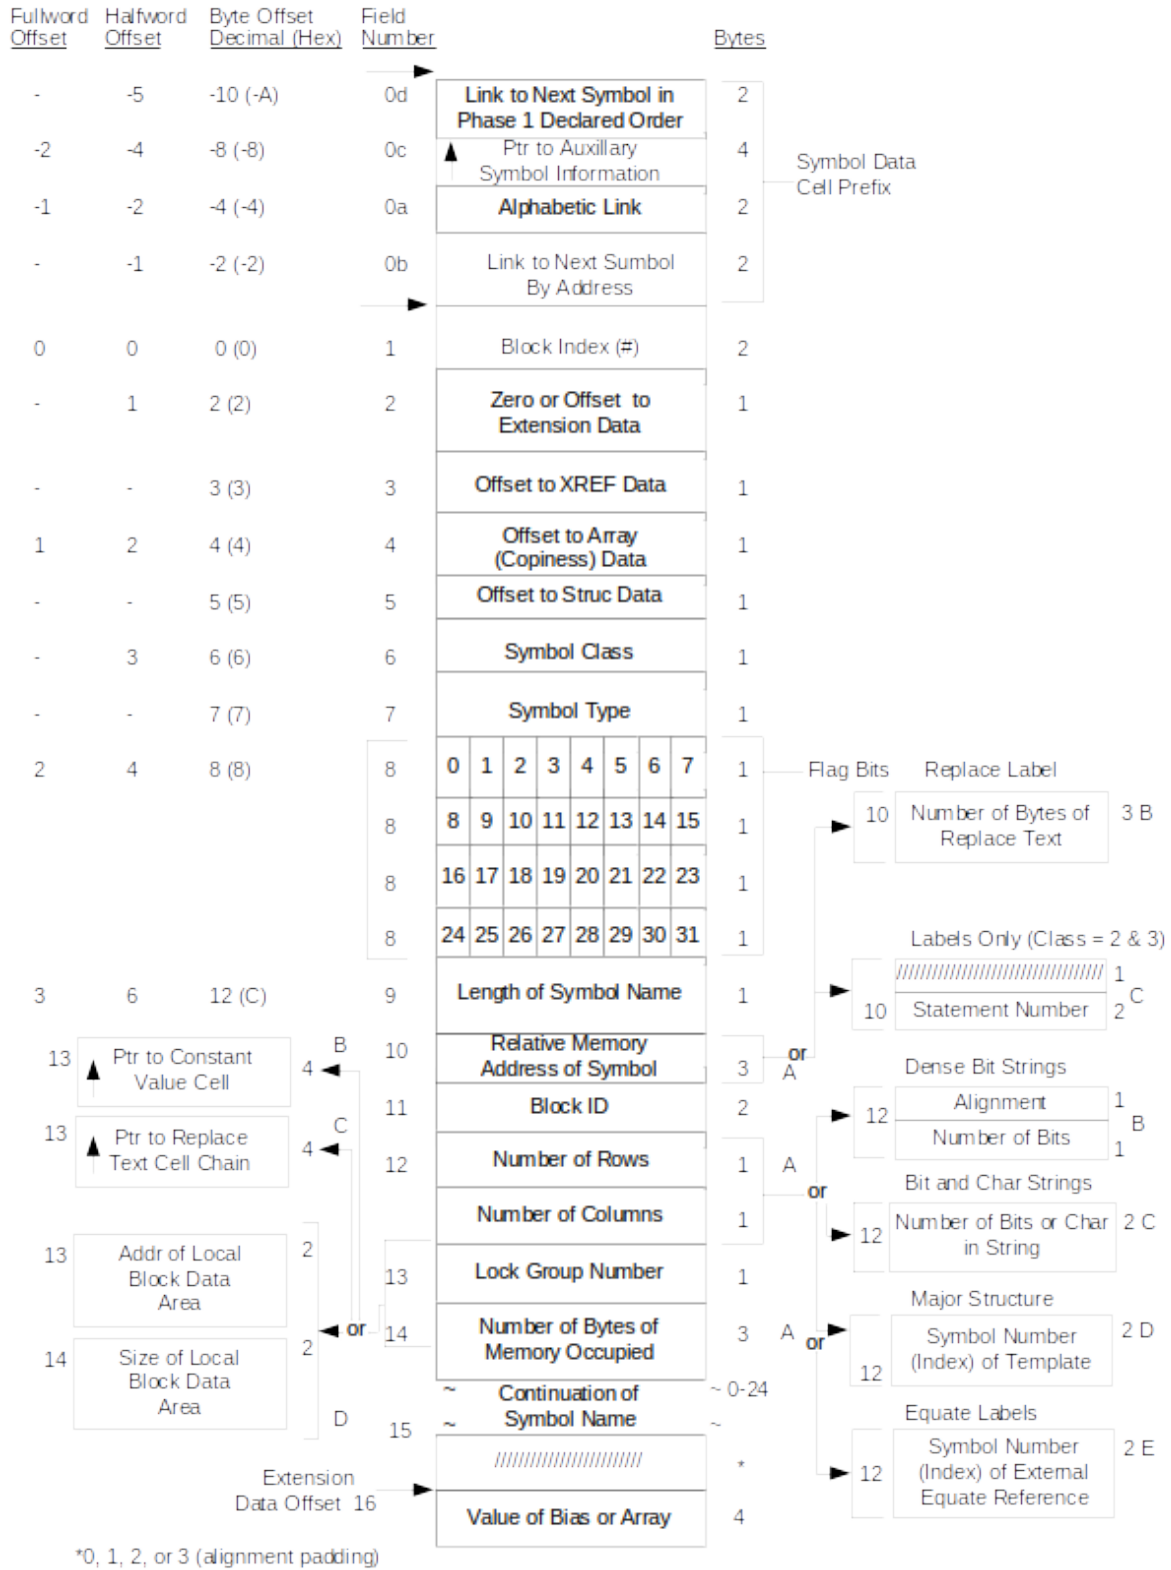 Fullword Halfword Byte Offset Field
Offset Offset Decimal (Hex) Number Bytes
- -5 -10 (-A) 0d Link to Next Symbol in 2
Phase 1 Declared Order
-2 -4 -8 (-8) 0c Ptr to Auxillary 4
Symbol Information
Symbol Data
Cell Prefix
-1 -2 -4 (-4) 0a Alphabetic Link 2
- -1 -2 (-2) 0b Link to Next Sumbol 2
By Address
0 0 0 (0) 1 Block Index (#) 2
- 1 2 (2) 2 Zero or Offset to 1
Extension Data
- - 3 (3) 3 Offset to XREF Data 1
1 2 4 (4) 4 Offset to Array 1
(Copiness) Data
- - 5 (5) 5 Offset to Struc Data 1
- 3 6 (6) 6 Symbol Class 1
- - 7 (7) 7 Symbol Type 1
2 4 8 (8) 8 0 1 2 3 4 5 6 7 1 Flag Bits Replace Label
8 8 9 10 11 12 13 14 15 1 10 Number of Bytes of 3 B
Replace Text
8 16 17 18 19 20 21 22 23 1
8 24 25 26 27 28 29 30 31 1 Labels Only (Class = 2 & 3)
/////////////////////////////////// 1
C
10 Statement Number 2
3 6 12 (C) 9 Length of Symbol Name 1
10 Relative Memory
Address of Symbol 3 A or
13 Ptr to Constant 4 B
Value Cell
Dense Bit Strings
12 Alignment 1
B
Number of Bits 1
11 Block ID 2
13 Ptr to Replace 4 C
Text Cell Chain
12 Number of Rows 1 A or
Number of Columns 1
Bit and Char Strings
12 Number of Bits or Char 2 C
in String
13 Addr of Local 2
Block Data
Area
13 Lock Group Number 1
Major Structure
or 14 Number of Bytes of 3 A or
Memory Occupied
Symbol Number 2 D
12 (Index) of Template
14 Size of Local 2
Block Data
Area D
~ Continuation of ~ 0-24
15 ~ Symbol Name ~
Equate Labels
Symbol Number 2 E
12 (Index) of External
Equate Reference
///////////////////////// *
Extension
Data Offset 16
Value of Bias or Array 4
*0, 1, 2, or 3 (alignment padding)